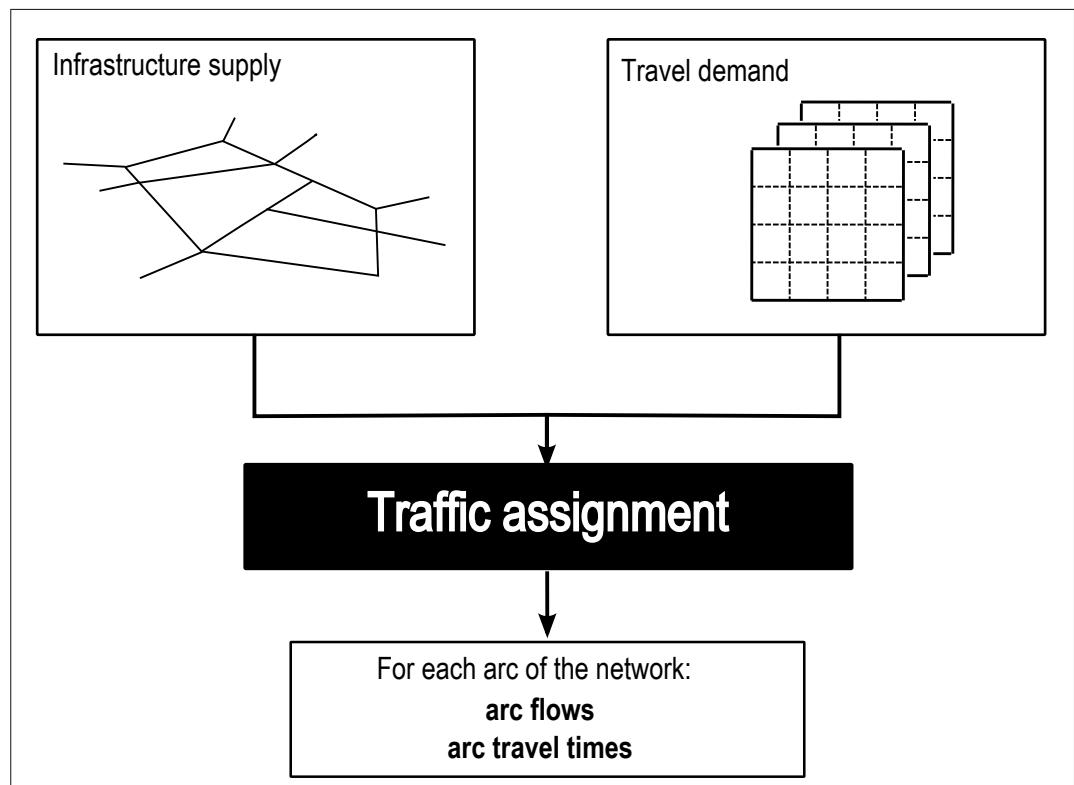 Infrastructure supply
Travel demand
Traffic assignment
For each arc of the network:
arc flows
arc travel times